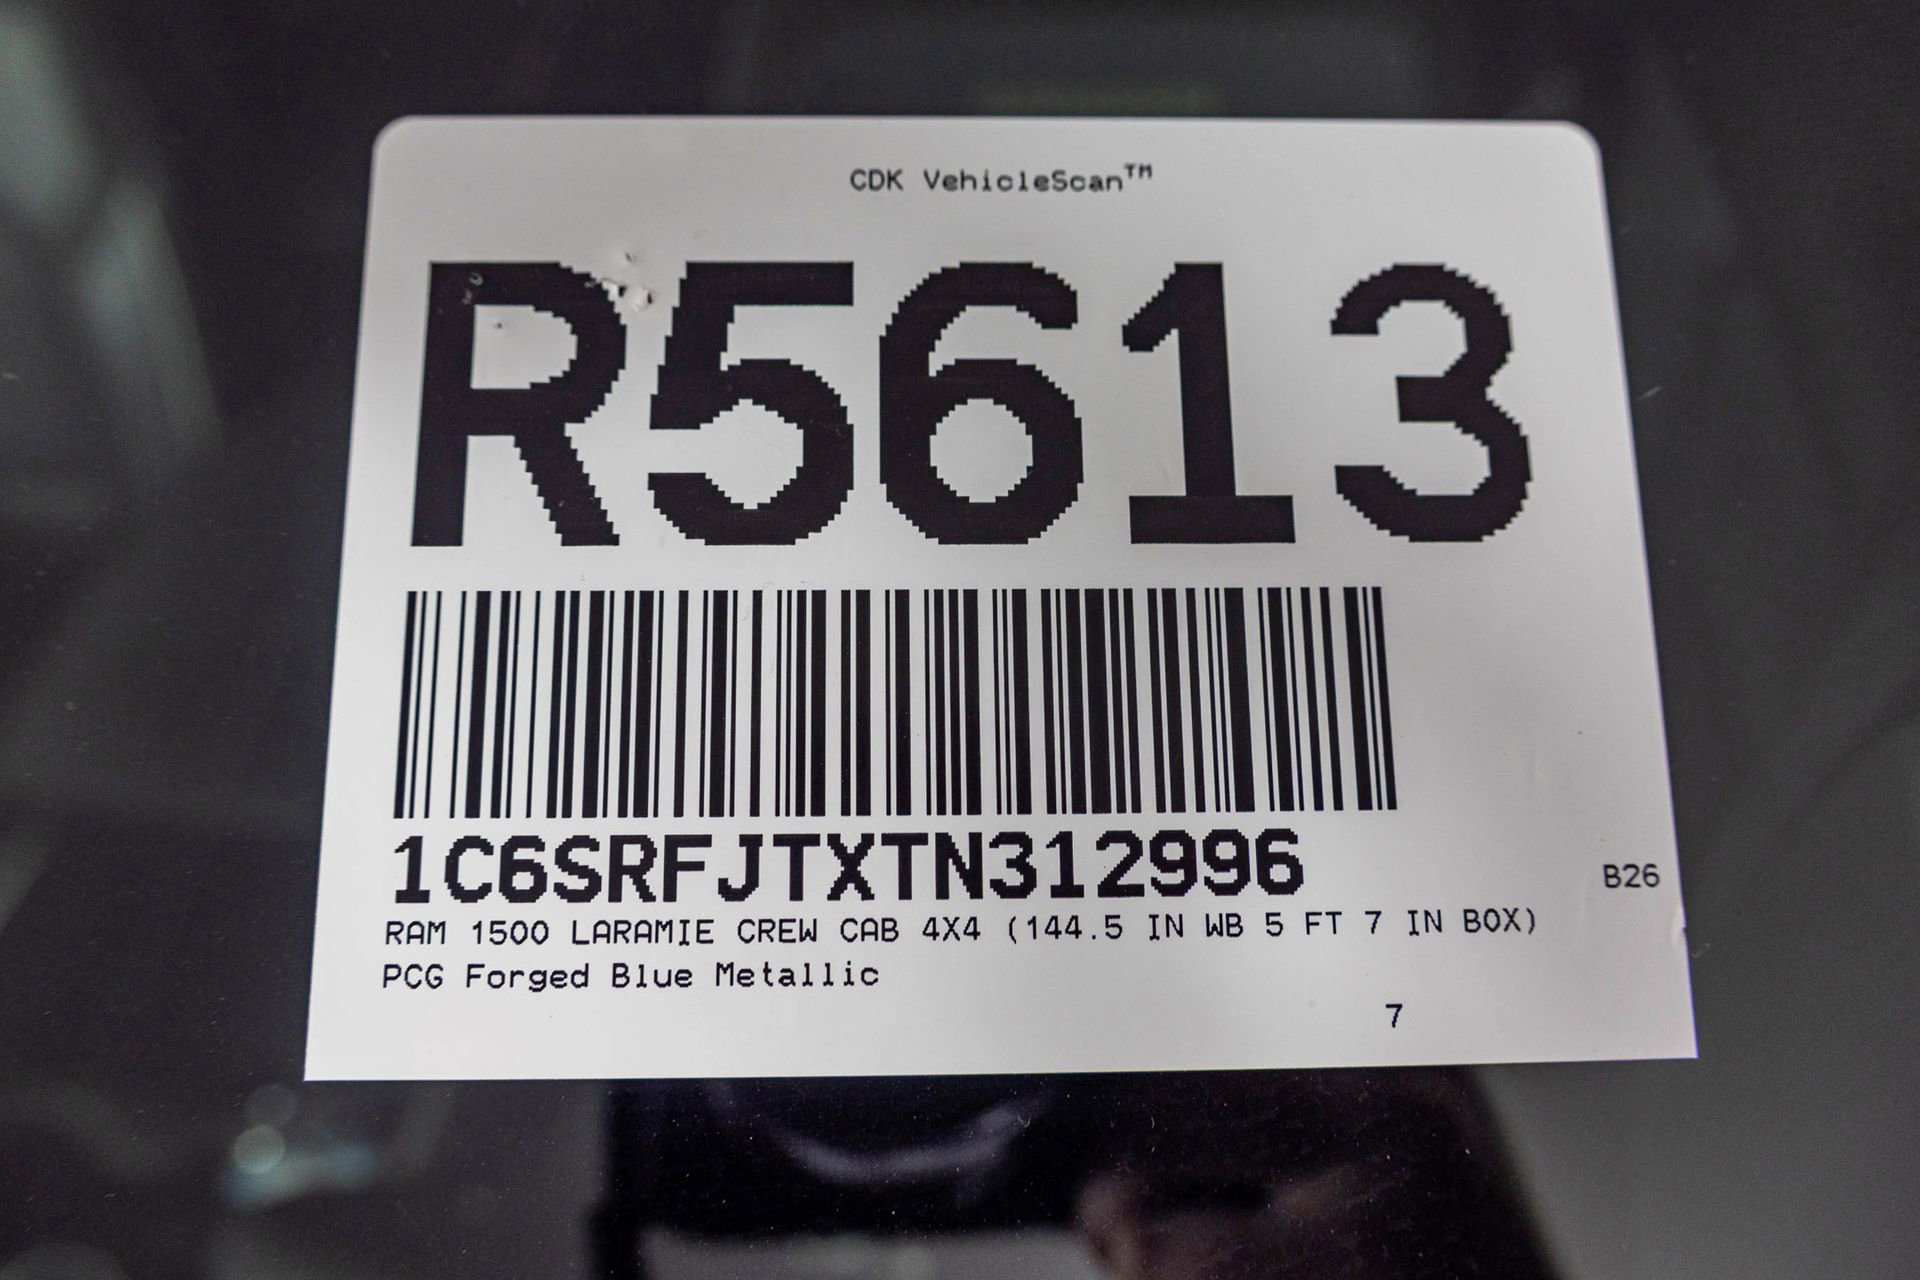 CDK VehicleScan™
R5613
1C6SRFJTXTN312996
B26
RAM 1500 LARAMIE CREW CAB 4X4 (144.5 IN WB 5 FT 7 IN BOX)
PCG Forged Blue Metallic
7